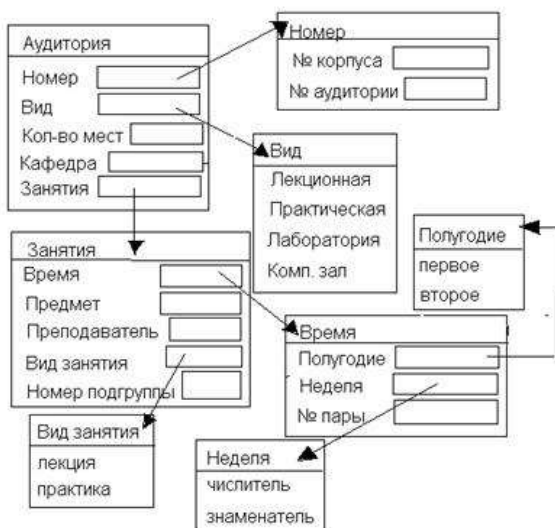 Аудитория
Номер
Вид
Кол-во мест
Кафедра
Занятия
Номер
№ корпуса
№ аудитории
Вид
Лекционная
Практическая
Лаборатория
Комп. зал
Полугодие
первое
второе
Занятия
Время
Предмет
Преподаватель
Вид занятия
Номер подгруппы
Время
Полугодие
Неделя
№ пары
Вид занятия
лекция
практика
Неделя
числитель
знаменатель